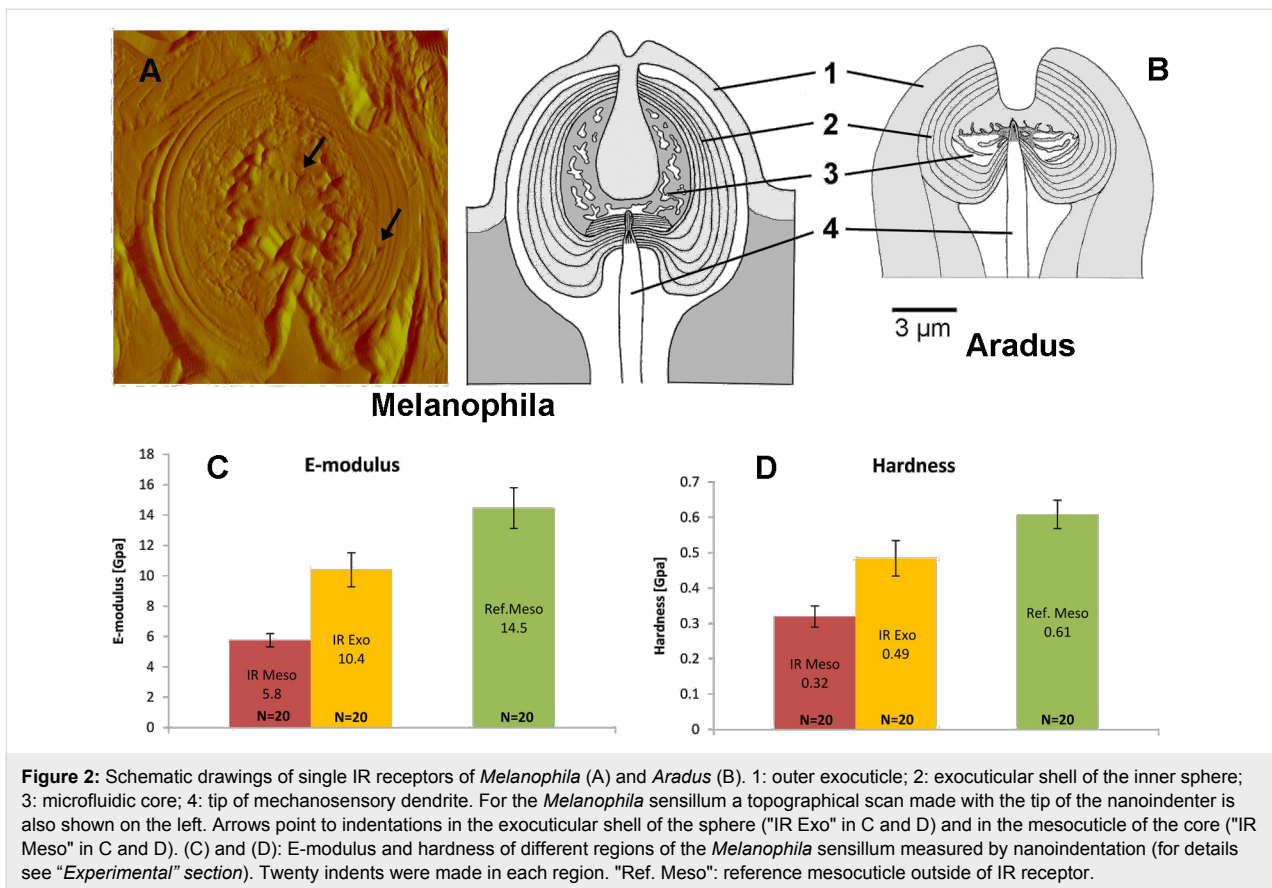 A
1
B
2
3
4
3 µm
Aradus
Melanophila
C
E-modulus
E-modulus [Gpa]
18
16
14
12
10
8
6
4
2
0
IR Meso
5.8
N=20
IR Exo
10.4
N=20
Ref.Meso
14.5
N=20
D
Hardness
Hardness [Gpa]
0.7
0.6
0.5
0.4
0.3
0.2
0.1
0
IR Meso
0.32
N=20
IR Exo
0.49
N=20
Ref. Meso
0.61
N=20
Figure 2: Schematic drawings of single IR receptors of Melanophila (A) and Aradus (B). 1: outer exocuticle; 2: exocuticular shell of the inner sphere;
3: microfluidic core; 4: tip of mechanosensory dendrite. For the Melanophila sensillum a topographical scan made with the tip of the nanoindenter is
also shown on the left. Arrows point to indentations in the exocuticular shell of the sphere ("IR Exo" in C and D) and in the mesocuticle of the core ("IR
Meso" in C and D). (C) and (D): E-modulus and hardness of different regions of the Melanophila sensillum measured by nanoindentation (for details
see “Experimental” section). Twenty indents were made in each region. "Ref. Meso": reference mesocuticle outside of IR receptor.